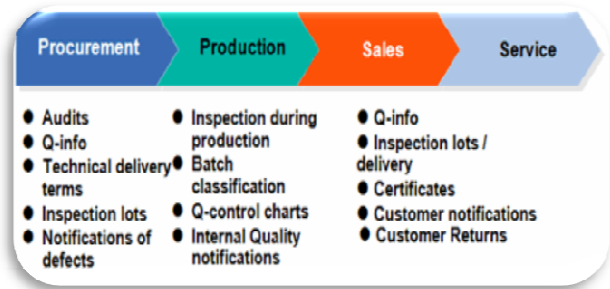 Procurement
Production
Sales
Service
● Audits
● Q-info
● Technical delivery
terms
● Inspection lots
● Notifications of
defects
● Inspection during
production
● Batch
classification
● Q-control charts
● Internal Quality
notifications
● Q-info
● Inspection lots /
delivery
● Certificates
● Customer notifications
● Customer Returns